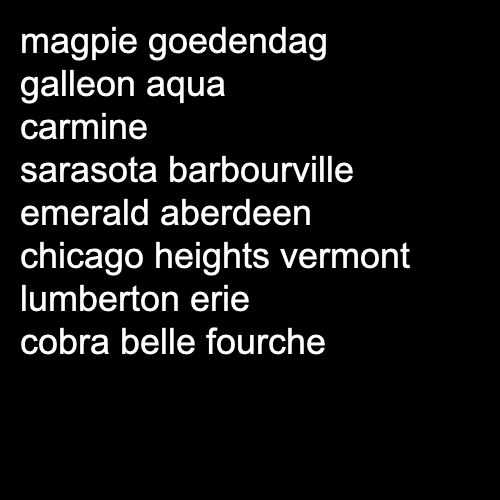 magpie goedendag
galleon aqua
carmine
sarasota barbourville
emerald aberdeen
chicago heights vermont
lumberton erie
cobra belle fourche